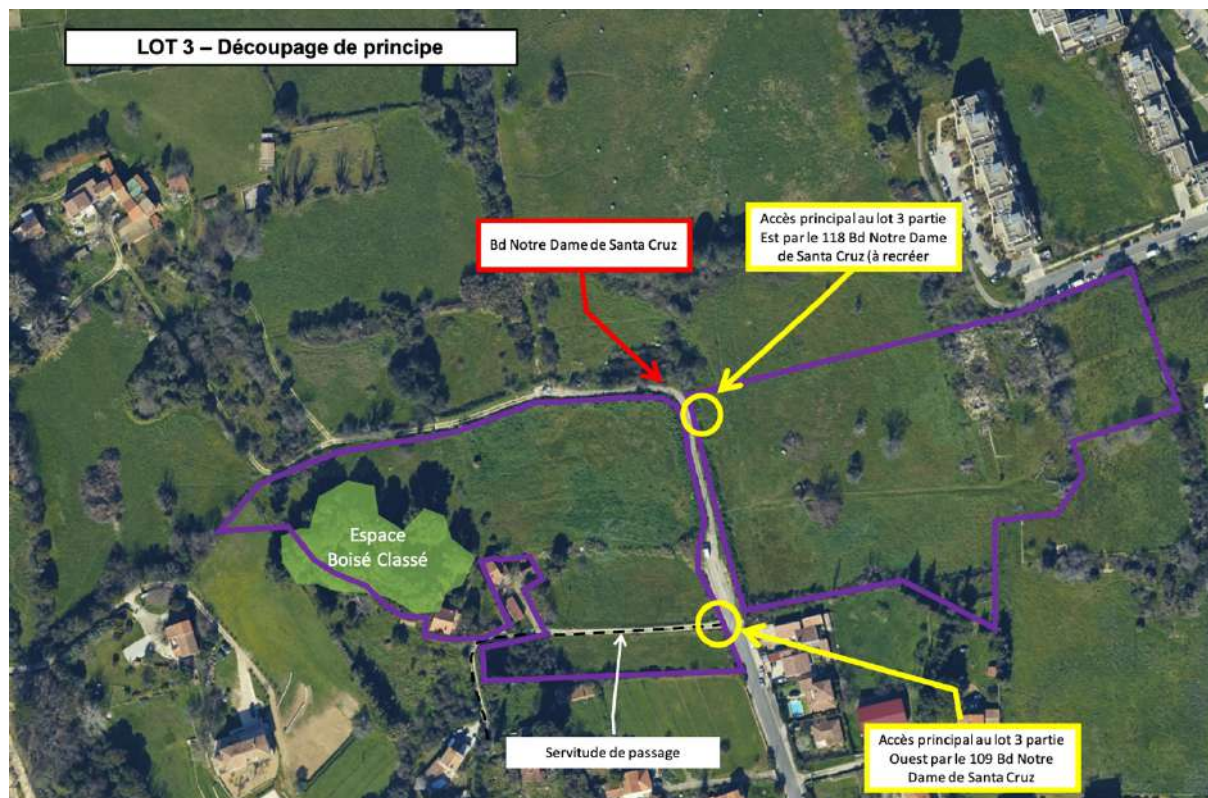 LOT 3 – Découpage de principe
Bd Notre Dame de Santa Cruz
Accès principal au lot 3 partie
Est par le 118 Bd Notre Dame
de Santa Cruz (à recréer
Espace
Boisé Classé
Servitude de passage
Accès principal au lot 3 partie
Ouest par le 109 Bd Notre
Dame de Santa Cruz